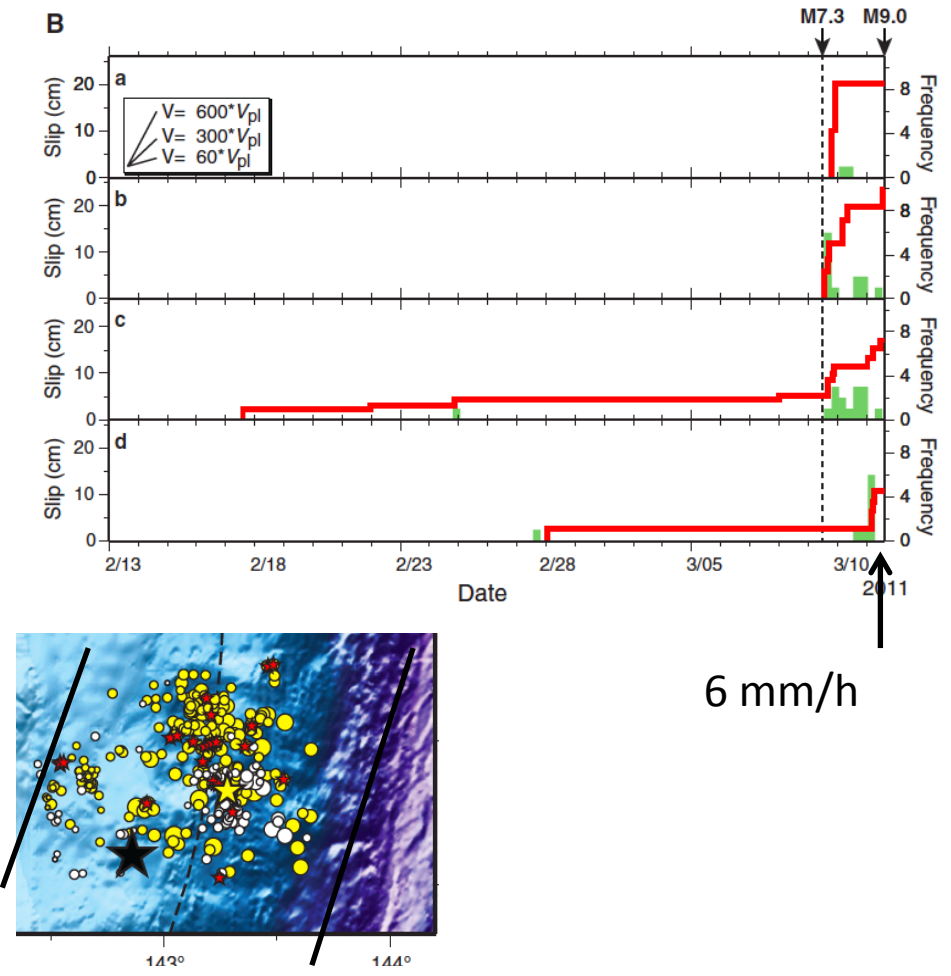 B
M7.3 M9.0
a
V= 600*Vpl
V= 300*Vpl
V= 60*Vpl
Slip (cm)
20
10
0
8
4
0
Frequency
b
Slip (cm)
20
10
0
8
4
0
Frequency
c
Slip (cm)
20
10
0
8
4
0
Frequency
d
Slip (cm)
20
10
0
8
4
0
Frequency
2/13 2/18 2/23 2/28 3/05 3/10
2011
Date
6 mm/h
143° 144°